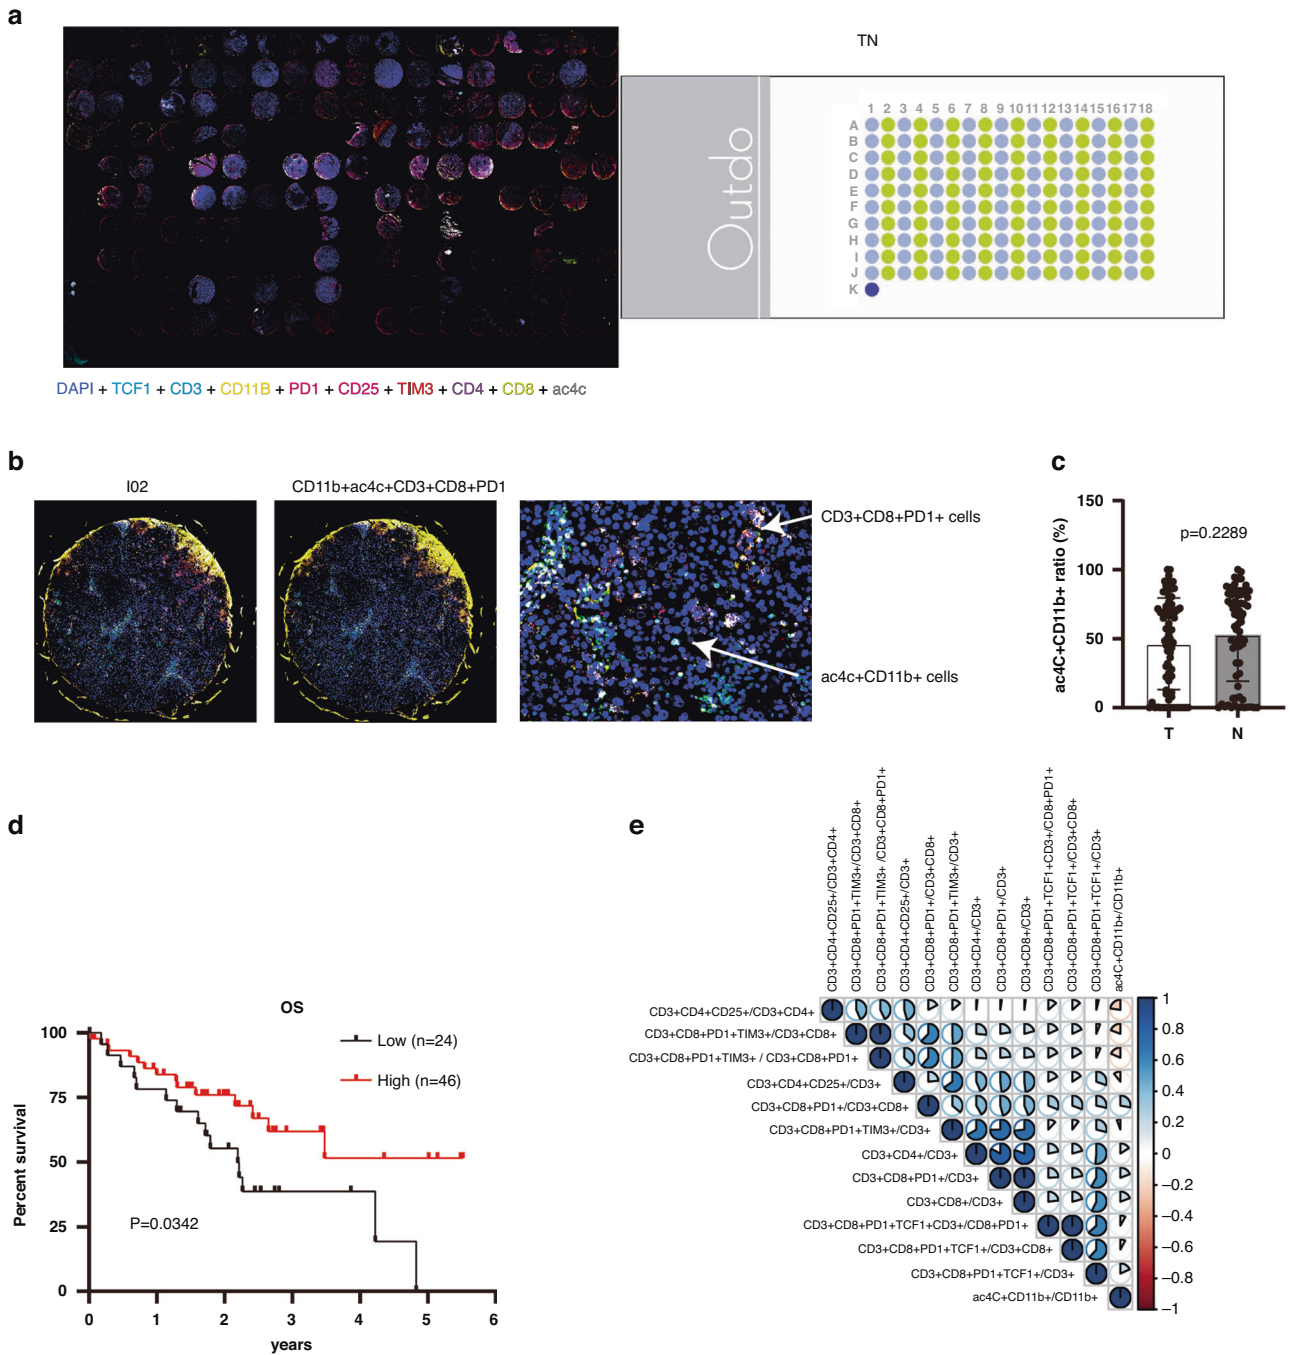 a
TN
Outdo
1 2 3 4 5 6 7 8 9 10 11 12 13 14 15 16 17 18
A
B
C
D
E
F
G
H
I
J
K
DAPI + TCF1 + CD3 + CD11B + PD1 + CD25 + TIM3 + CD4 + CD8 + ac4c
b
I02
CD11b+ac4c+CD3+CD8+PD1
CD3+CD8+PD1+ cells
ac4c+CD11b+ cells
c
ac4C+CD11b+ ratio (%)
150
100
50
0
p=0.2289
T
N
d
OS
Percent survival
100
75
50
25
0
Low (n=24)
High (n=46)
P=0.0342
0 1 2 3 4 5 6
years
e
CD3+CD4+CD25+/CD3+CD4+
CD3+CD8+PD1+TIM3+/CD3+CD8+
CD3+CD8+PD1+TIM3+ /CD3+CD8+PD1+
CD3+CD4+CD25+/CD3+
CD3+CD8+PD1+/CD3+CD8+
CD3+CD8+PD1+TIM3+/CD3+
CD3+CD4+/CD3+
CD3+CD8+PD1+/CD3+
CD3+CD8+/CD3+
CD3+CD8+PD1+TCF1+CD3+/CD8+PD1+
CD3+CD8+PD1+TCF1+/CD3+CD8+
CD3+CD8+PD1+TCF1+/CD3+
ac4C+CD11b+/CD11b+
CD3+CD4+CD25+/CD3+CD4+
CD3+CD8+PD1+TIM3+/CD3+CD8+
CD3+CD8+PD1+TIM3+ / CD3+CD8+PD1+
CD3+CD4+CD25+/CD3+
CD3+CD8+PD1+/CD3+CD8+
CD3+CD8+PD1+TIM3+/CD3+
CD3+CD4+/CD3+
CD3+CD8+PD1+/CD3+
CD3+CD8+/CD3+
CD3+CD8+PD1+TCF1+CD3+/CD8+PD1+
CD3+CD8+PD1+TCF1+/CD3+CD8+
CD3+CD8+PD1+TCF1+/CD3+
ac4C+CD11b+/CD11b+
1
0.8
0.6
0.4
0.2
0
−0.2
−0.4
−0.6
−0.8
−1